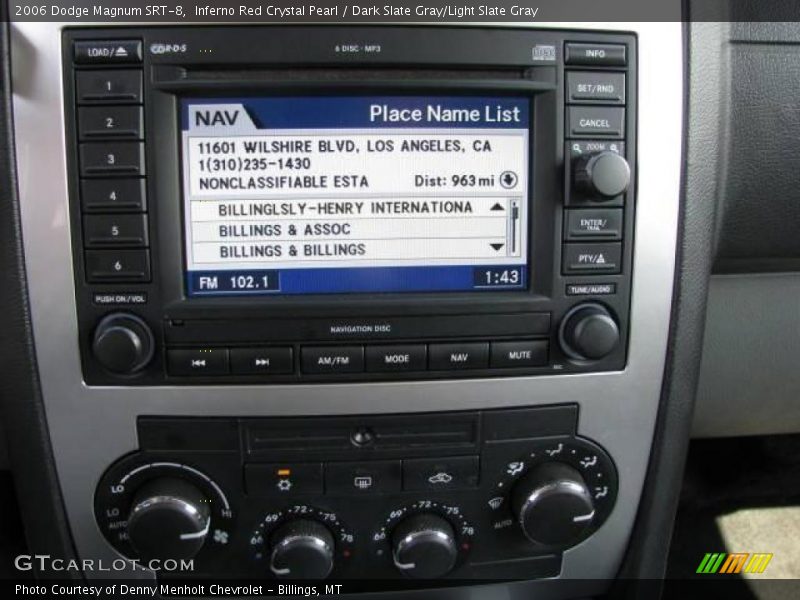 2006 Dodge Magnum SRT-8,  Inferno Red Crystal Pearl / Dark Slate Gray/Light Slate Gray
LOAD/
6 DISC · MP3
INFO
1
SET/RND
2
CANCEL
3
ZOOM
4
5
ENTER/
6
PTY/
PUSH ON/VOL
TUNE/AUDIO
NAV Place Name List
11601 WILSHIRE BLVD, LOS ANGELES, CA
1(310)235-1430
NONCLASSIFIABLE ESTA Dist: 963mi
BILLINGLSLY-HENRY INTERNATIONA
BILLINGS & ASSOC
BILLINGS & BILLINGS
FM 102.1 1:43
NAVIGATION DISC
AM/FM MODE NAV MUTE
LO HI
LO
AUTO
HI
66 69 72 75 78
66 69 72 75 78
AUTO
GTCARLOT.COM
Photo Courtesy of Denny Menholt Chevrolet - Billings, MT